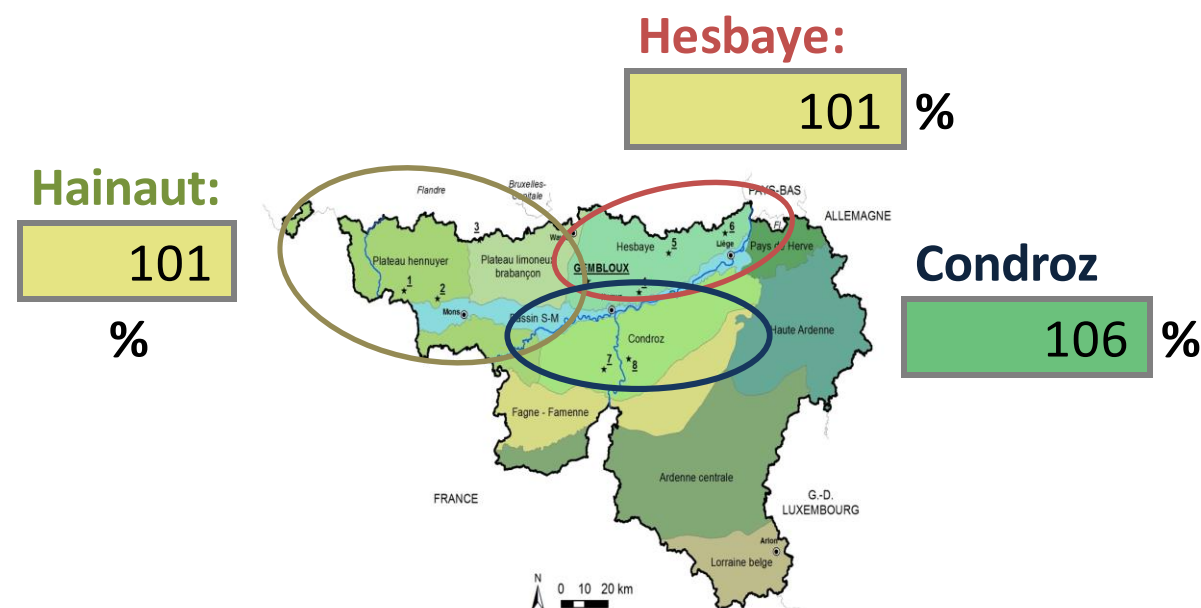 Hesbaye:
101 %
Hainaut:
101
%
Condroz
106 %
Flandre
Bruxelles-
Capitale
PAYS-BAS
ALLEMAGNE
3
6
5
Hesbaye
Liège
Pays de Herve
Plateau hennuyer
Plateau limoneux
brabançon
GEMBLOUX
1
2
Mons
Bassin S-M
Condroz
Haute Ardenne
7
8
Fagne - Famenne
Ardenne centrale
FRANCE
G.-D.
LUXEMBOURG
Arlon
Lorraine belge
N
0 10 20 km